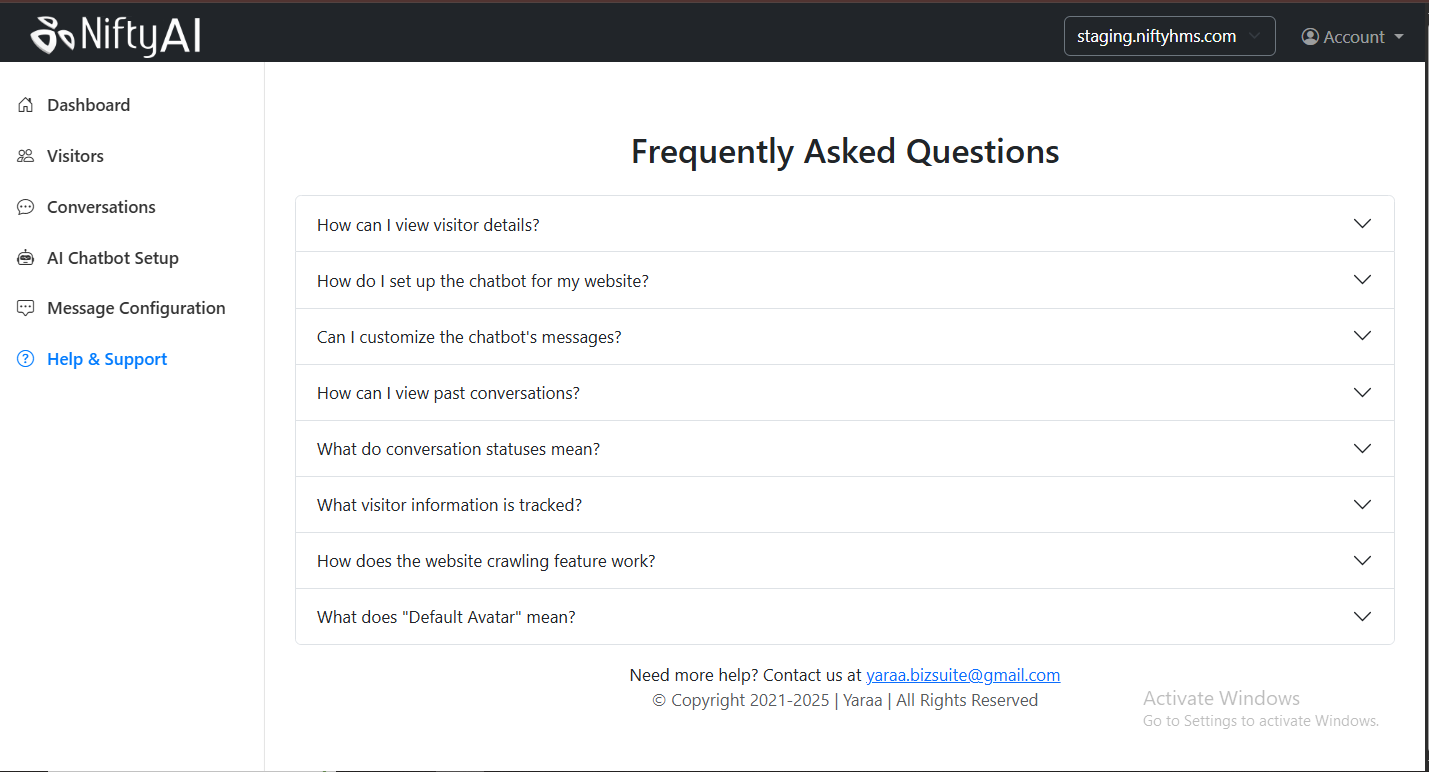 NiftyAI
staging.niftyhms.com
Account
Dashboard
Visitors
Conversations
AI Chatbot Setup
Message Configuration
Help & Support
Frequently Asked Questions
How can I view visitor details?
How do I set up the chatbot for my website?
Can I customize the chatbot's messages?
How can I view past conversations?
What do conversation statuses mean?
What visitor information is tracked?
How does the website crawling feature work?
What does "Default Avatar" mean?
Need more help? Contact us at yaraa.bizsuite@gmail.com
© Copyright 2021-2025 | Yaraa | All Rights Reserved
Activate Windows
Go to Settings to activate Windows.